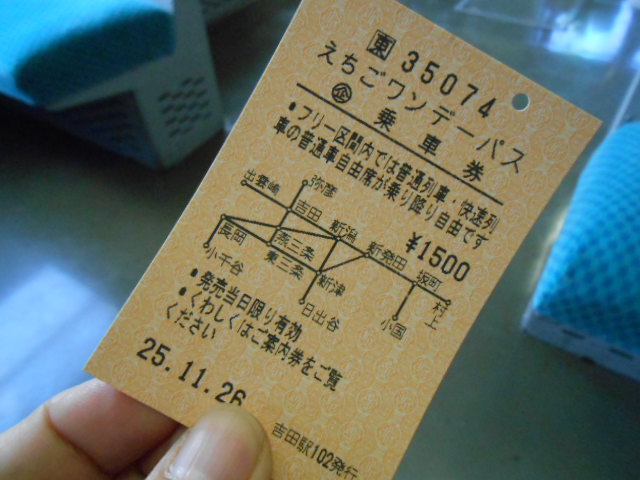 東 35074
えちごワンデーパス
企 乗車券
●フリー区間内では普通列車・快速列
車の普通車自由席が乗り降り自由です
¥1500
出雲崎 弥彦
吉田 新潟
長岡 燕三条 新発田 坂町
小千谷 東三条 新津 村上
日出谷 小国
●発売当日限り有効
●くわしくはご案内券をご覧
ください
25.11.26
吉田駅102発行